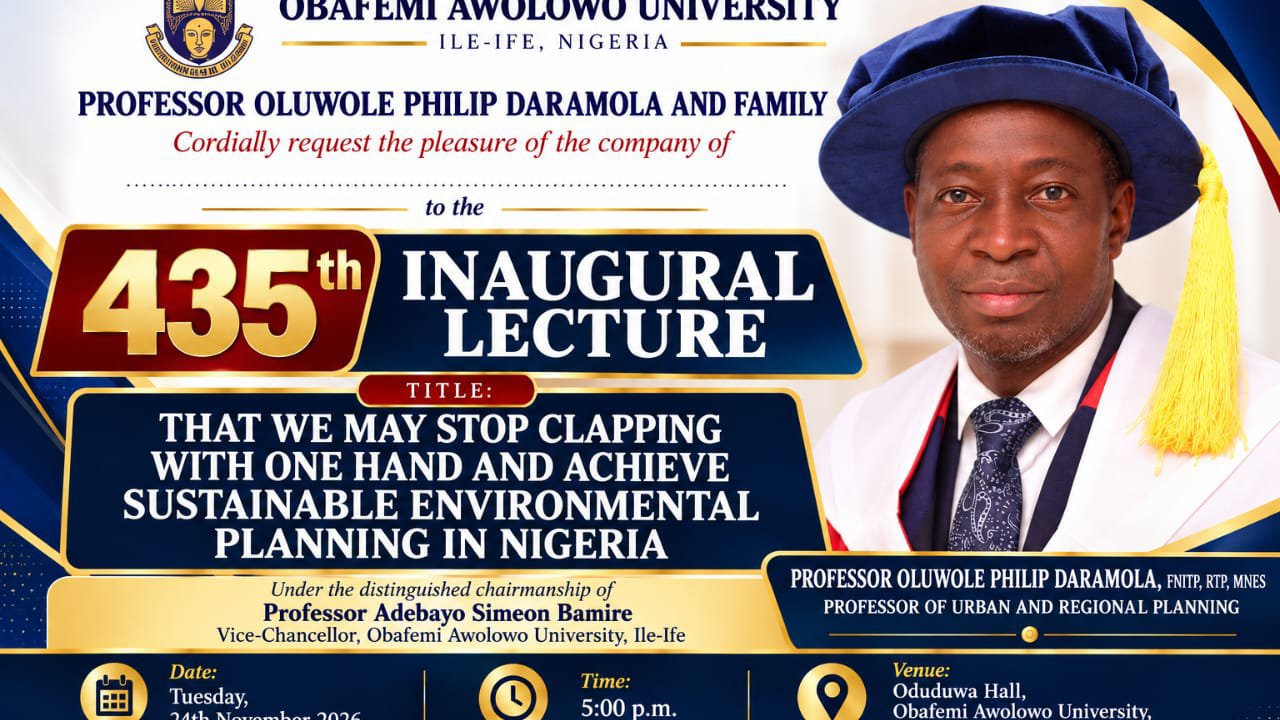 OBAFEMI AWOLOWO UNIVERSITY
ILE-IFE, NIGERIA
PROFESSOR OLUWOLE PHILIP DARAMOLA AND FAMILY
Cordially request the pleasure of the company of
to the
435th
INAUGURAL
LECTURE
TITLE:
THAT WE MAY STOP CLAPPING
WITH ONE HAND AND ACHIEVE
SUSTAINABLE ENVIRONMENTAL
PLANNING IN NIGERIA
Under the distinguished chairmanship of
Professor Adebayo Simeon Bamire
Vice-Chancellor, Obafemi Awolowo University, Ile-Ife
PROFESSOR OLUWOLE PHILIP DARAMOLA, FNITP, RTP, MNES
PROFESSOR OF URBAN AND REGIONAL PLANNING
Date:
Tuesday,
24th November 2026
Time:
5:00 p.m.
Venue:
Oduduwa Hall,
Obafemi Awolowo University,